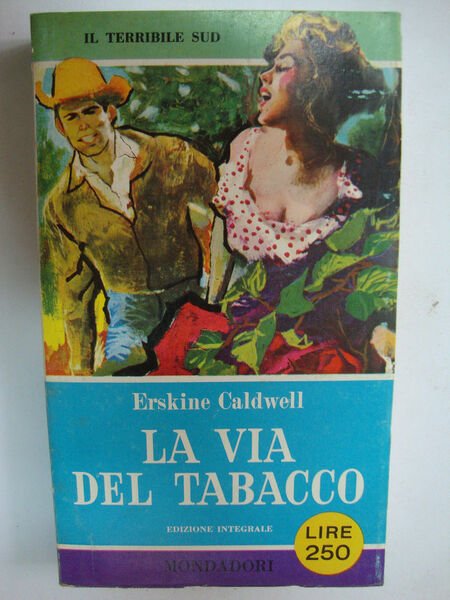 IL TERRIBILE SUD
Erskine Caldwell
LA VIA
DEL TABACCO
EDIZIONE INTEGRALE
LIRE
250
MONDADORI